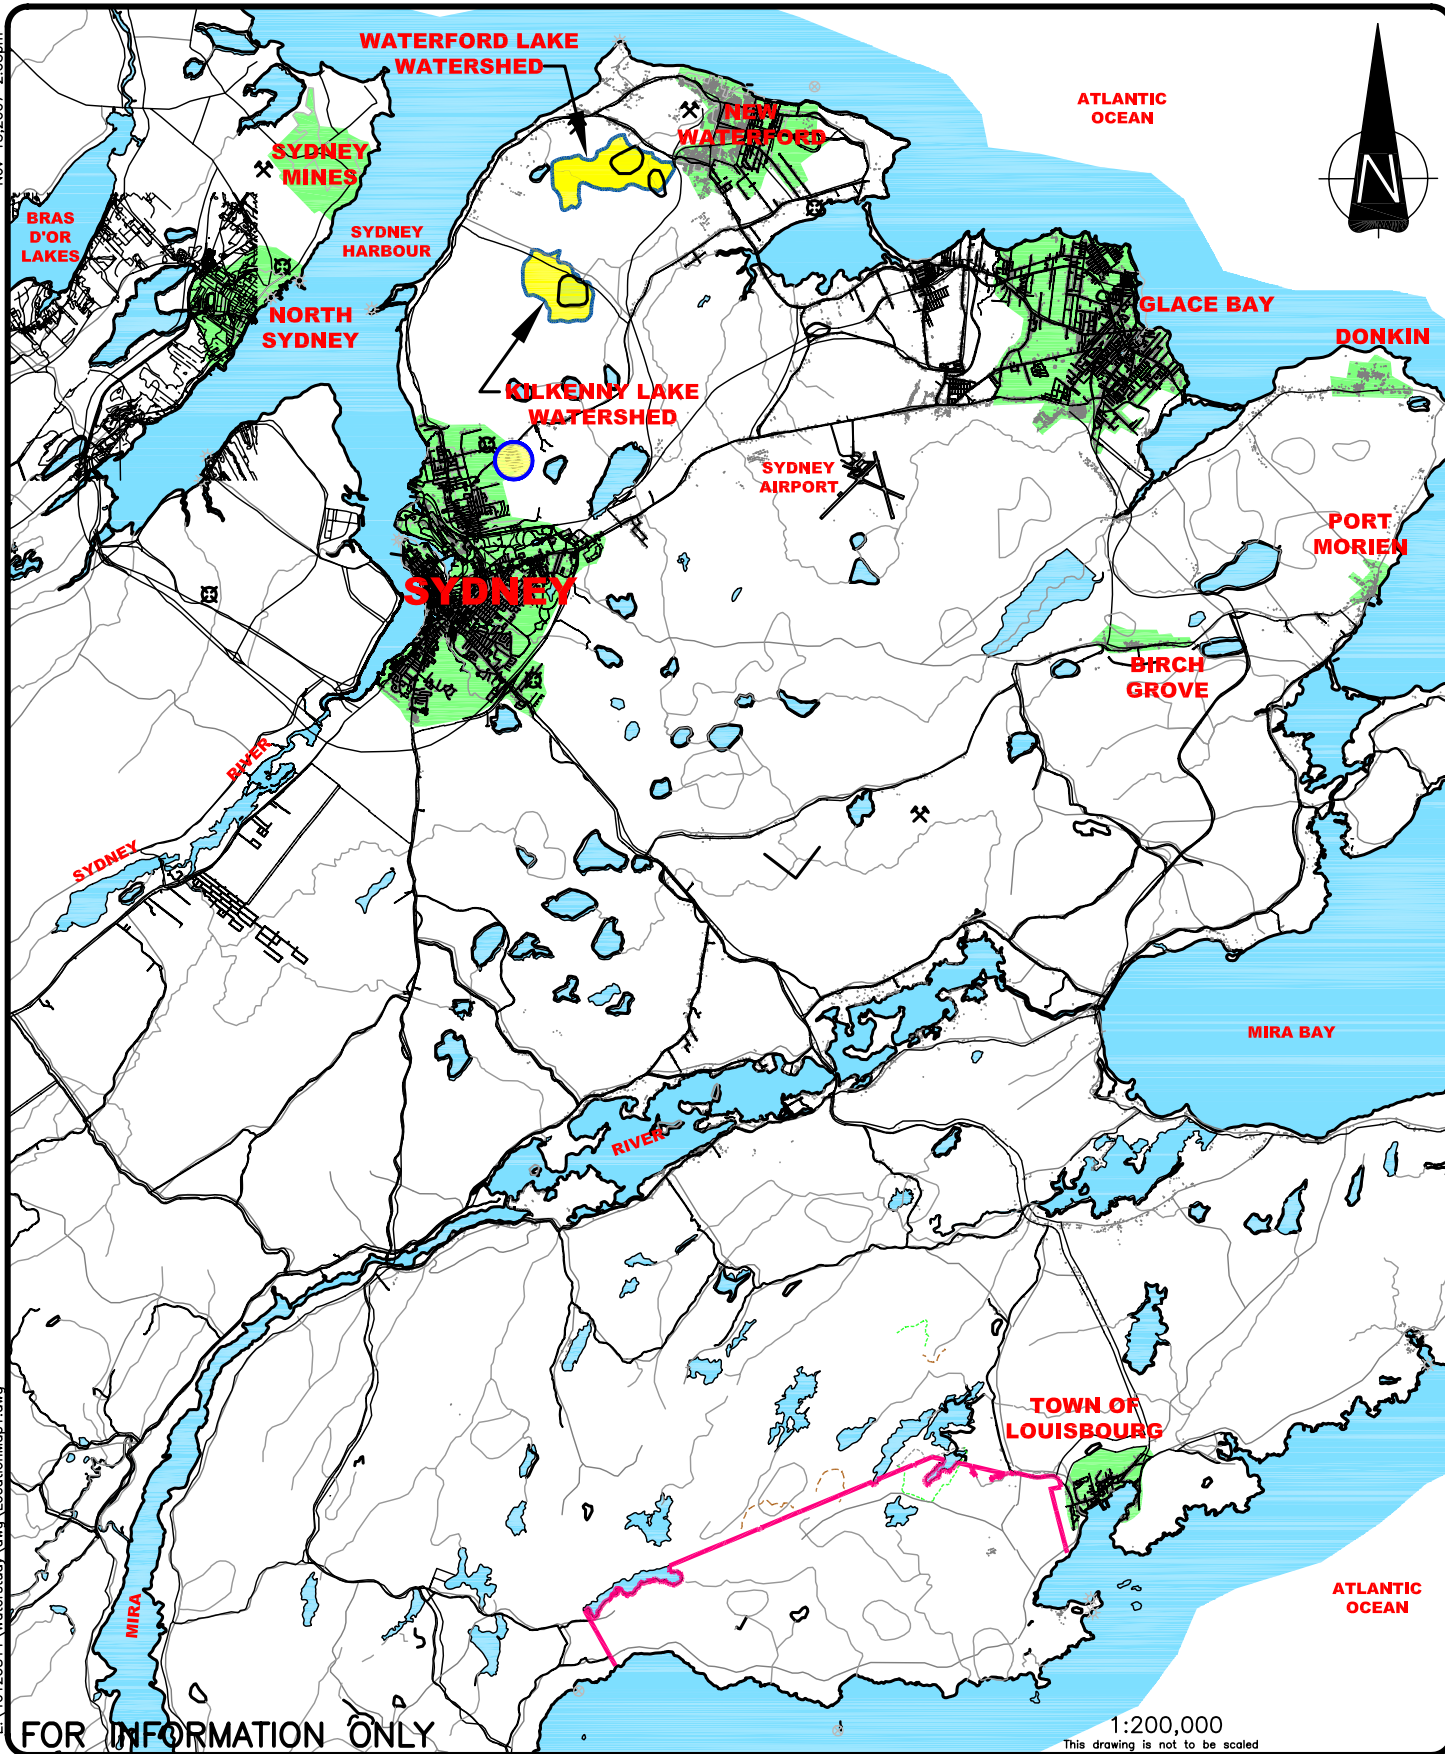 WATERFORD LAKE
WATERSHED
ATLANTIC
OCEAN
NEW
WATERFORD
SYDNEY
MINES
N
BRAS
D'OR
LAKES
SYDNEY
HARBOUR
NORTH
SYDNEY
GLACE BAY
DONKIN
KILKENNY LAKE
WATERSHED
SYDNEY
AIRPORT
PORT
MORIEN
SYDNEY
BIRCH
GROVE
RIVER
SYDNEY
MIRA BAY
RIVER
TOWN OF
LOUISBOURG
MIRA
ATLANTIC
OCEAN
FOR INFORMATION ONLY
1:200,000
This drawing is not to be scaled